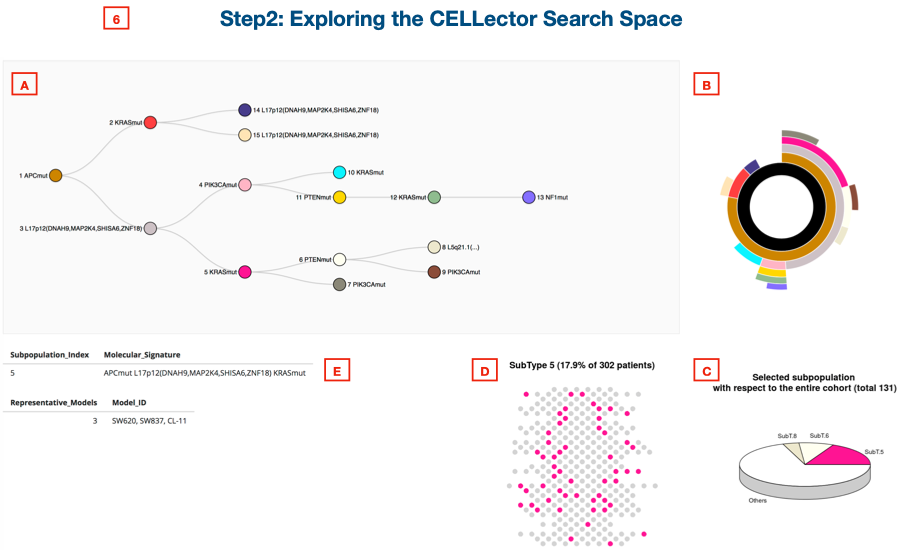 6
Step2: Exploring the CELLector Search Space
A
B
14 L17p12(DNAH9,MAP2K4,SHISA6,ZNF18)
2 KRASmut
15 L17p12(DNAH9,MAP2K4,SHISA6,ZNF18)
1 APCmut
10 KRASmut
4 PIK3CAmut
11 PTENmut
12 KRASmut
13 NF1mut
3 L17p12(DNAH9,MAP2K4,SHISA6,ZNF18)
8 L5q21.1(...)
6 PTENmut
5 KRASmut
9 PIK3CAmut
7 PIK3CAmut
Subpopulation_Index Molecular_Signature
5 APCmut L17p12(DNAH9,MAP2K4,SHISA6,ZNF18) KRASmut
Representative_Models Model_ID
3 SW620, SW837, CL-11
E
D
SubType 5 (17.9% of 302 patients)
C
Selected subpopulation
with respect to the entire cohort (total 131)
SubT.8
SubT.6
SubT.5
Others